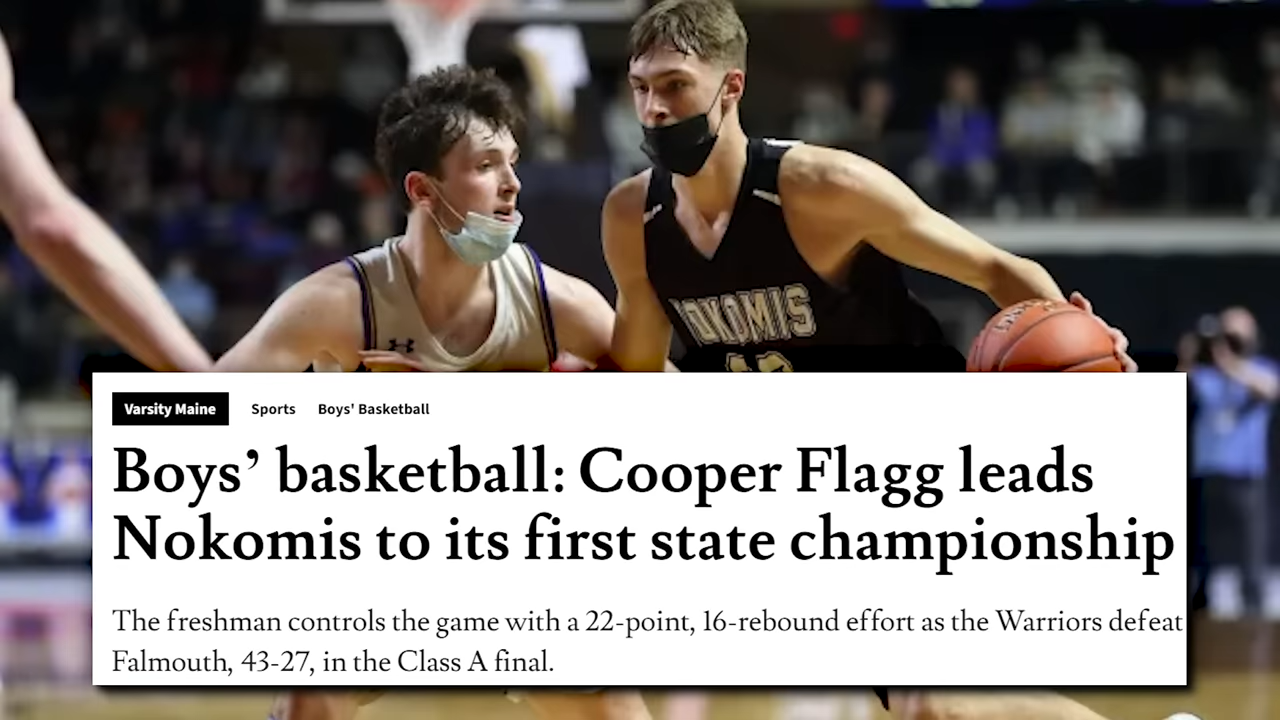 NOKOMIS
Varsity Maine Sports Boys' Basketball
Boys’ basketball: Cooper Flagg leads
Nokomis to its first state championship
The freshman controls the game with a 22-point, 16-rebound effort as the Warriors defeat
Falmouth, 43-27, in the Class A final.